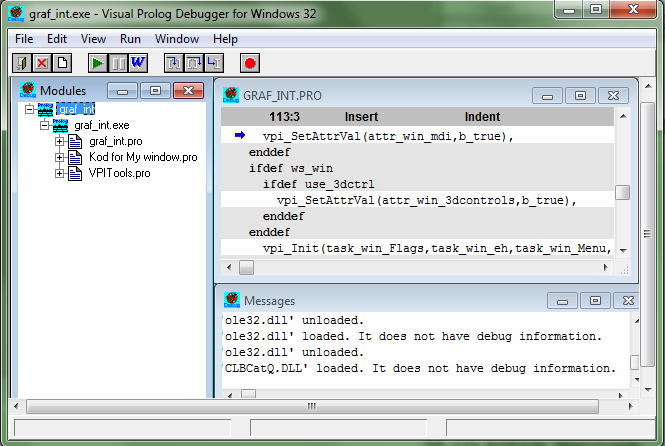 graf_int.exe - Visual Prolog Debugger for Windows 32
File Edit View Run Window Help
Modules
graf_int
graf_int.exe
graf_int.pro
Kod for My window.pro
VPITools.pro
GRAF_INT.PRO
113:3 Insert Indent
vpi_SetAttrVal(attr_win_mdi,b_true),
enddef
ifdef ws_win
ifdef use_3dctrl
vpi_SetAttrVal(attr_win_3dcontrols,b_true),
enddef
enddef
vpi_Init(task_win_Flags,task_win_eh,task_win_Menu,
Messages
'ole32.dll' unloaded.
'ole32.dll' loaded. It does not have debug information.
'ole32.dll' unloaded.
'CLBCatQ.DLL' loaded. It does not have debug information.